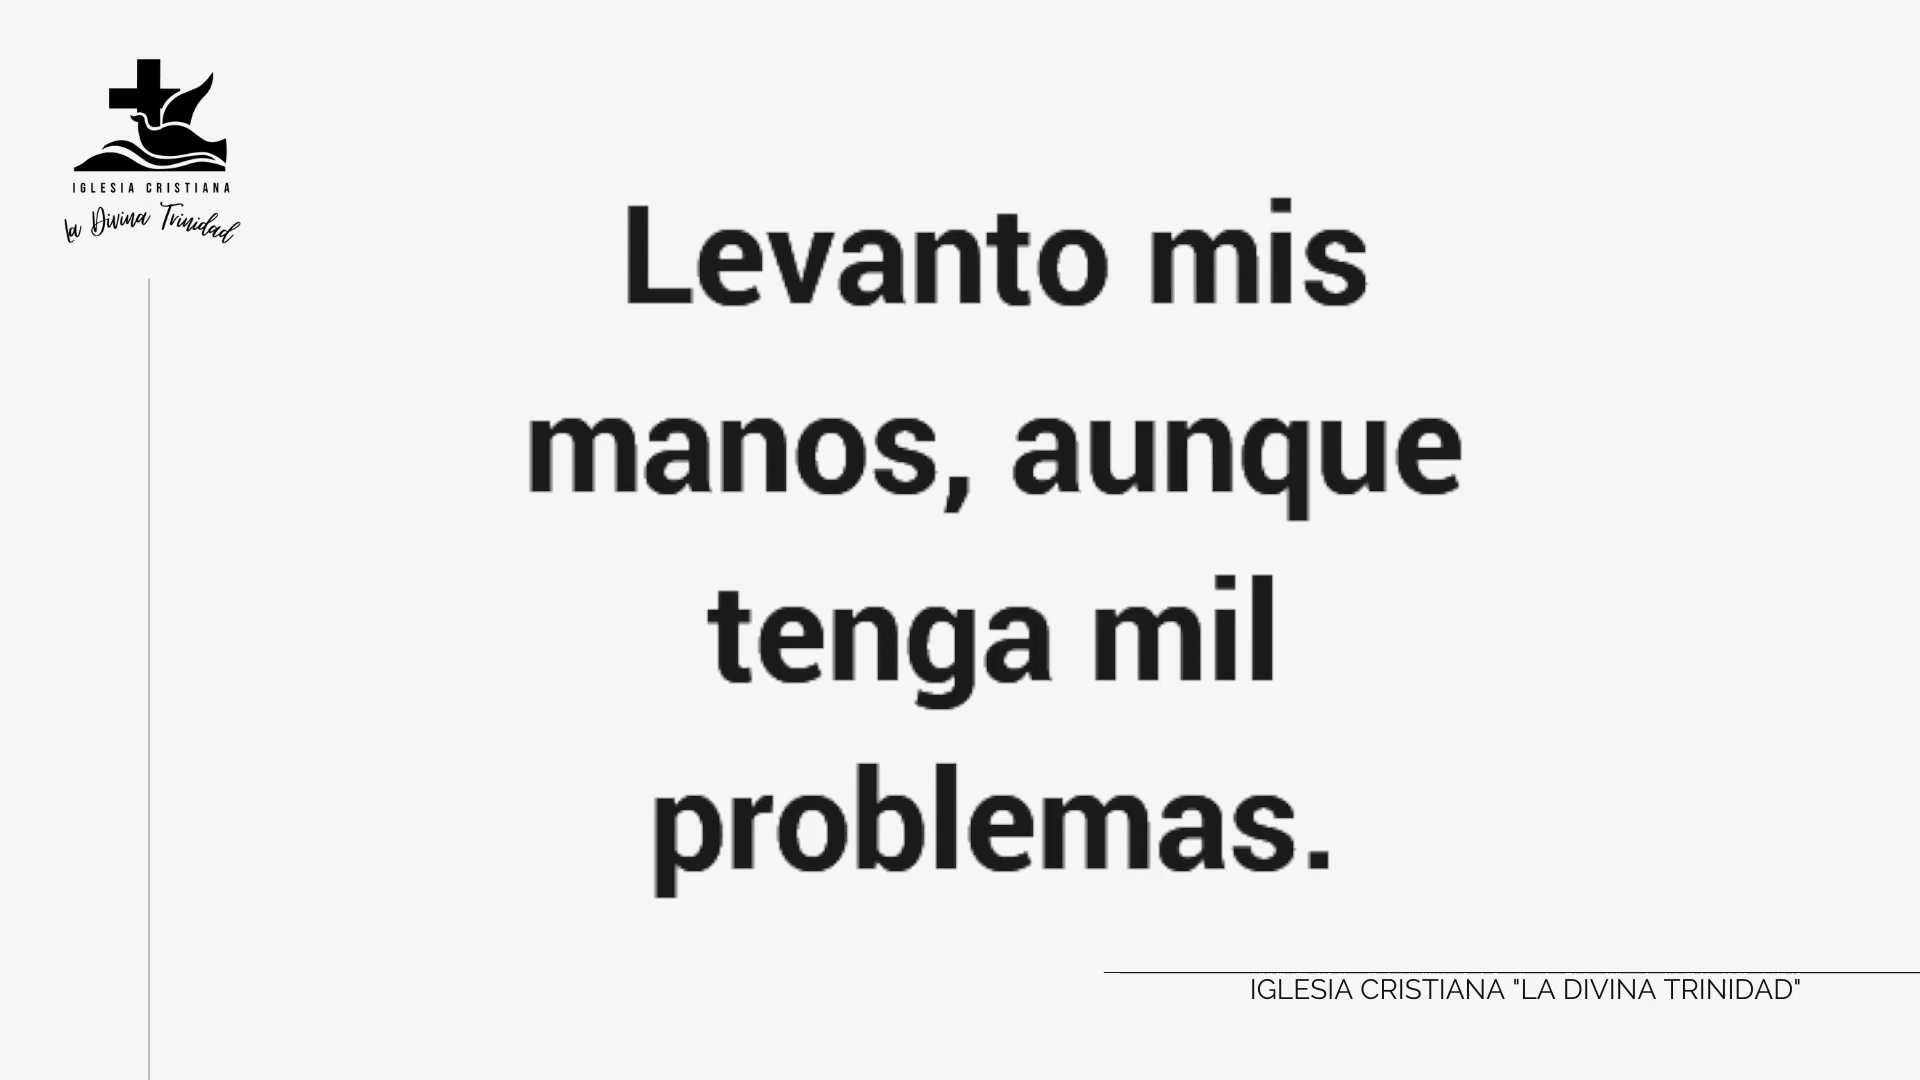 IGLESIA CRISTIANA
La Divina Trinidad
Levanto mis
manos, aunque
tenga mil
problemas.
IGLESIA CRISTIANA "LA DIVINA TRINIDAD"